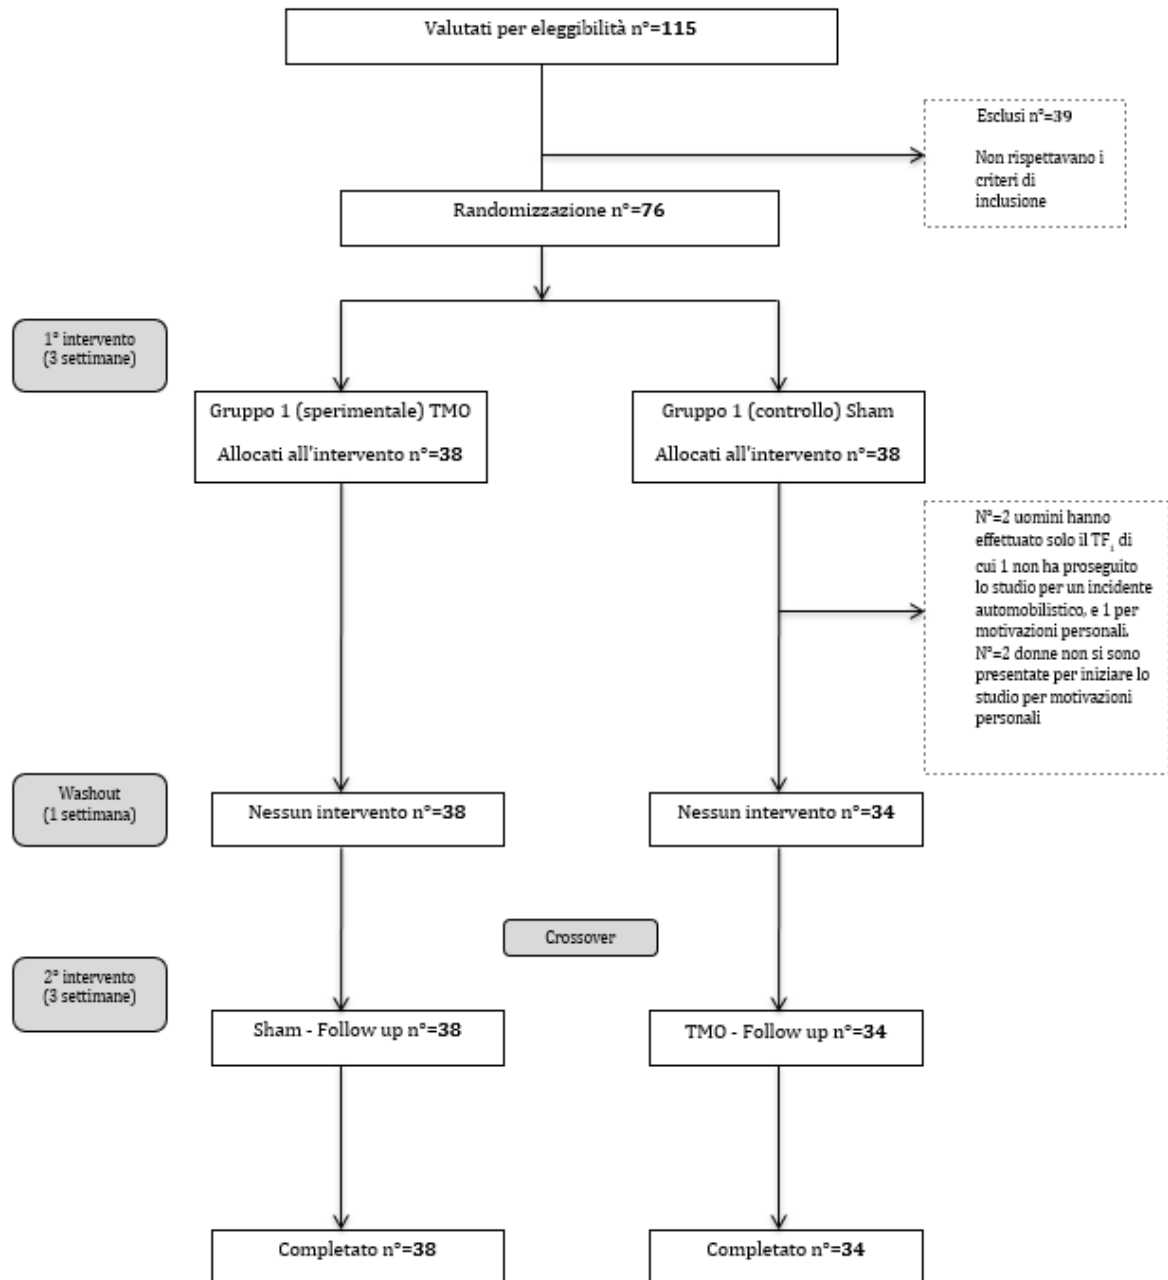 Valutati per eleggibilità n°=115
Esclusi n°=39
Non rispettavano i
criteri di
inclusione
Randomizzazione n°=76
1° intervento
(3 settimane)
Gruppo 1 (sperimentale) TMO
Allocati all'intervento n°=38
Gruppo 1 (controllo) Sham
Allocati all'intervento n°=38
N°=2 uomini hanno
effettuato solo il TF₁ di
cui 1 non ha proseguito
lo studio per un incidente
automobilistico, e 1 per
motivazioni personali.
N°=2 donne non si sono
presentate per iniziare lo
studio per motivazioni
personali
Washout
(1 settimana)
Nessun intervento n°=38
Nessun intervento n°=34
Crossover
2° intervento
(3 settimane)
Sham - Follow up n°=38
TMO - Follow up n°=34
Completato n°=38
Completato n°=34